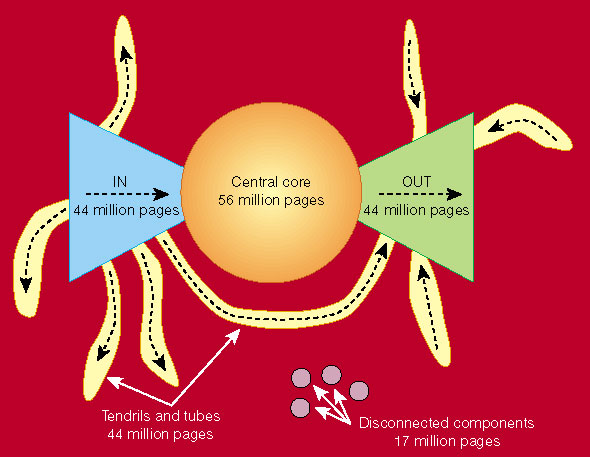 IN
44 million pages
Central core
56 million pages
OUT
44 million pages
Tendrils and tubes
44 million pages
Disconnected components
17 million pages